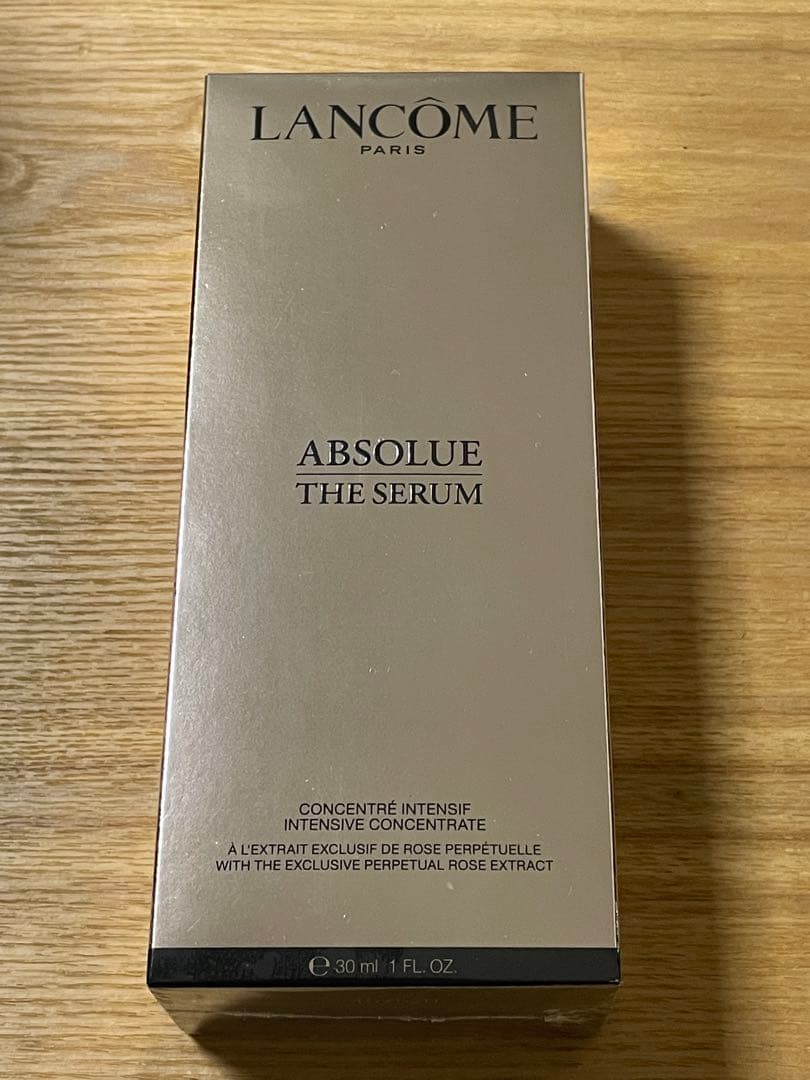 LANCÔME
PARIS
ABSOLUE
THE SERUM
CONCENTRÉ INTENSIF
INTENSIVE CONCENTRATE
À L'EXTRAIT EXCLUSIF DE ROSE PERPÉTUELLE
WITH THE EXCLUSIVE PERPETUAL ROSE EXTRACT
℮ 30 ml 1 FL. OZ.